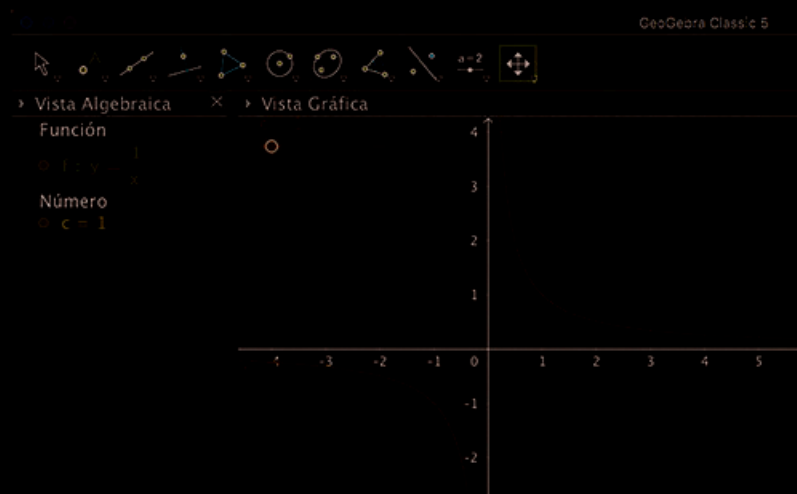 GeoGebra Classic 5
a=2
Vista Algebraica
Vista Gráfica
Función
Número
c = 1
4
3
2
1
-3 -2 -1 0 1 2 3 4 5
-1
-2